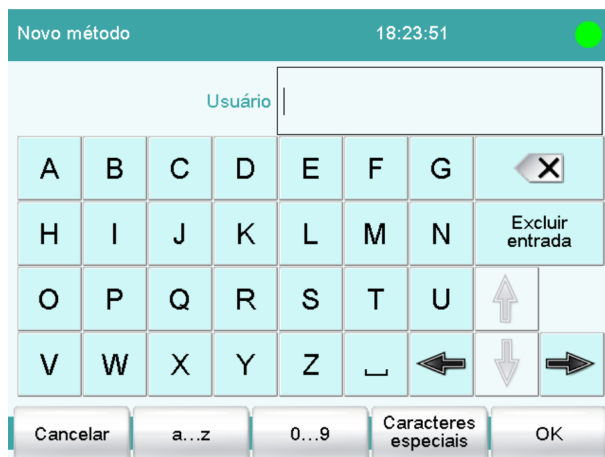 Novo método 18:23:51
Usuário
A B C D E F G
H I J K L M N Excluir entrada
O P Q R S T U
V W X Y Z
Cancelar a...z 0...9 Caracteres especiais OK